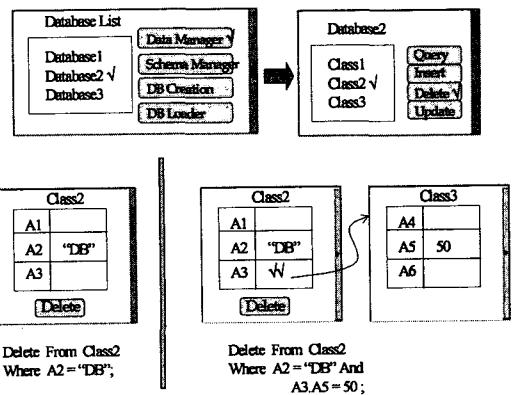 Database List
Database1
Database2 √
Database3
Data Manager √
Schema Manager
DB Creation
DB Loader
Database2
Class1
Class2 √
Class3
Query
Insert
Delete √
Update
Class2
A1
A2 “DB”
A3
Delete
Delete From Class2
Where A2 = “DB”;
Class2
A1
A2 “DB”
A3 √√
Delete
Class3
A4
A5 50
A6
Delete From Class2
Where A2 = “DB” And
A3.A5 = 50 ;